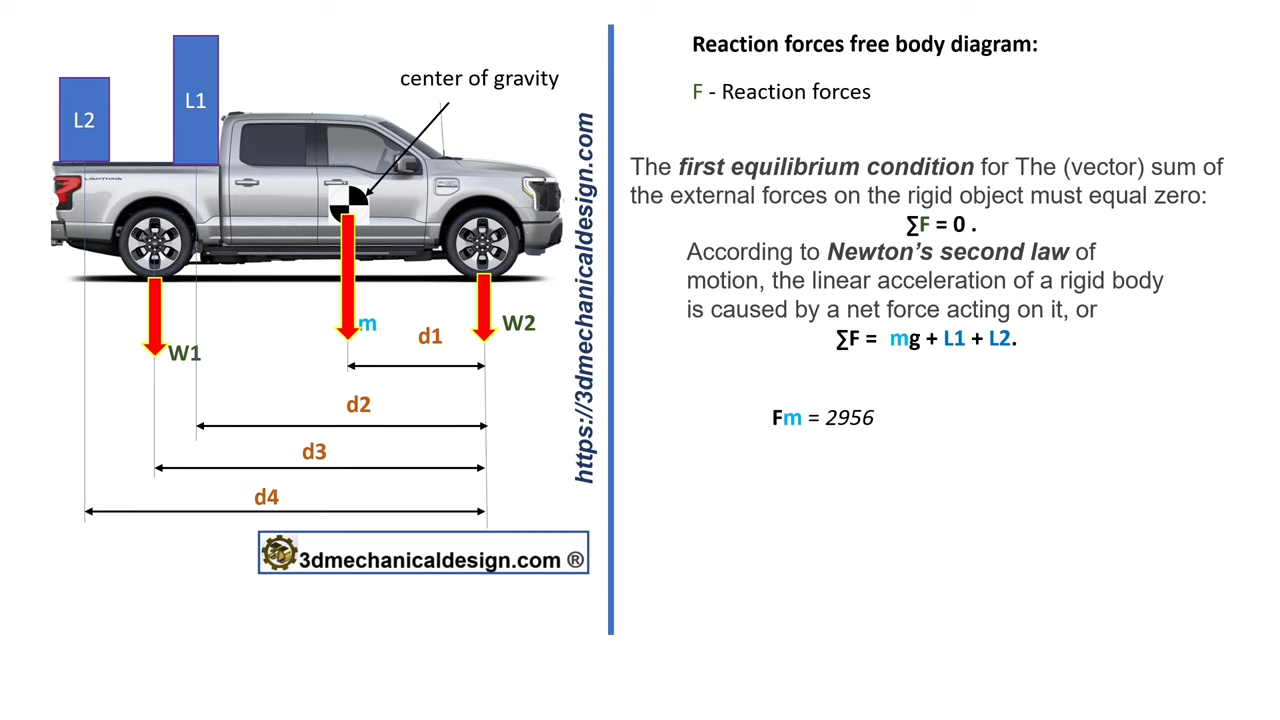 center of gravity
L1
L2
m
W2
W1
d1
d2
d3
d4
https://3dmechanicaldesign.com
3dmechanicaldesign.com ®
LIGHTNING
Reaction forces free body diagram:
F - Reaction forces
The first equilibrium condition for The (vector) sum of
the external forces on the rigid object must equal zero:
∑F = 0 .
According to Newton’s second law of
motion, the linear acceleration of a rigid body
is caused by a net force acting on it, or
∑F = mg + L1 + L2.
Fm = 2956